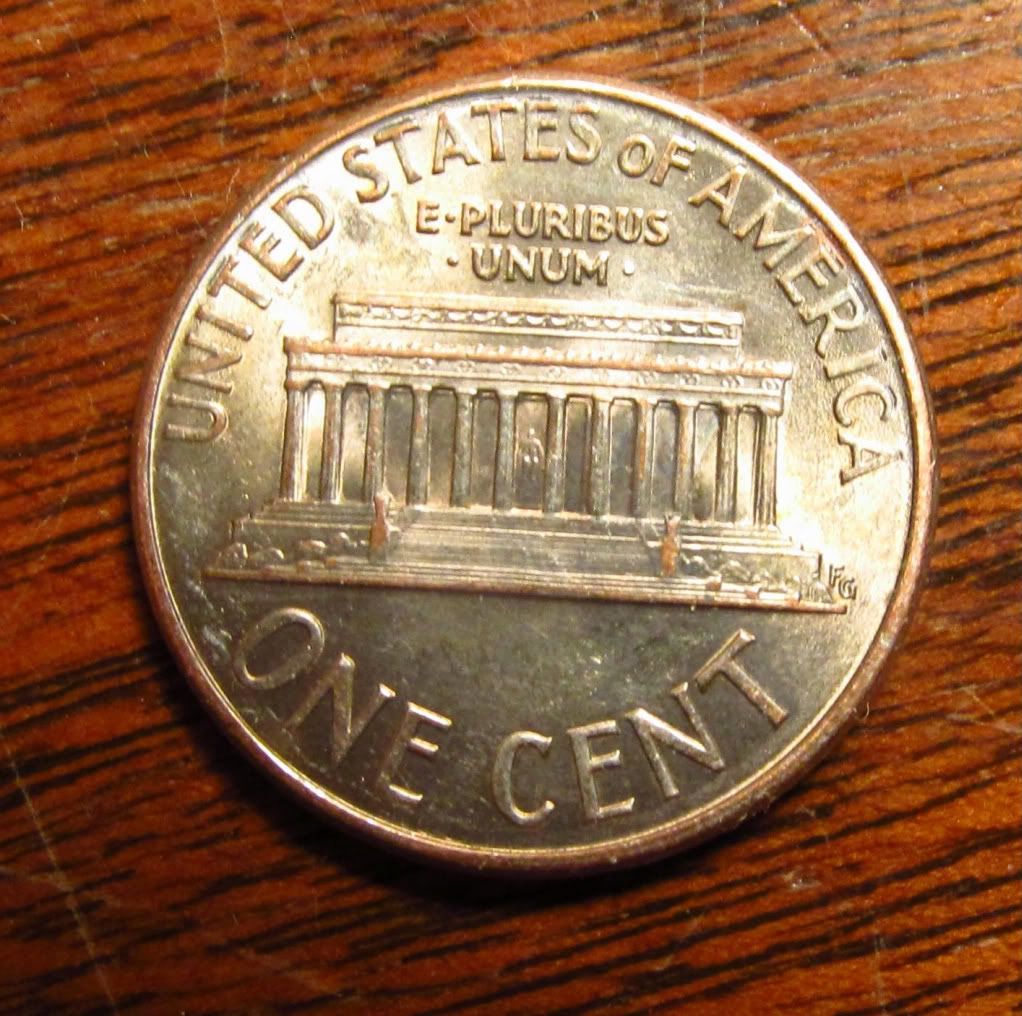 UNITED STATES OF AMERICA
E·PLURIBUS
·UNUM·
FG
ONE CENT